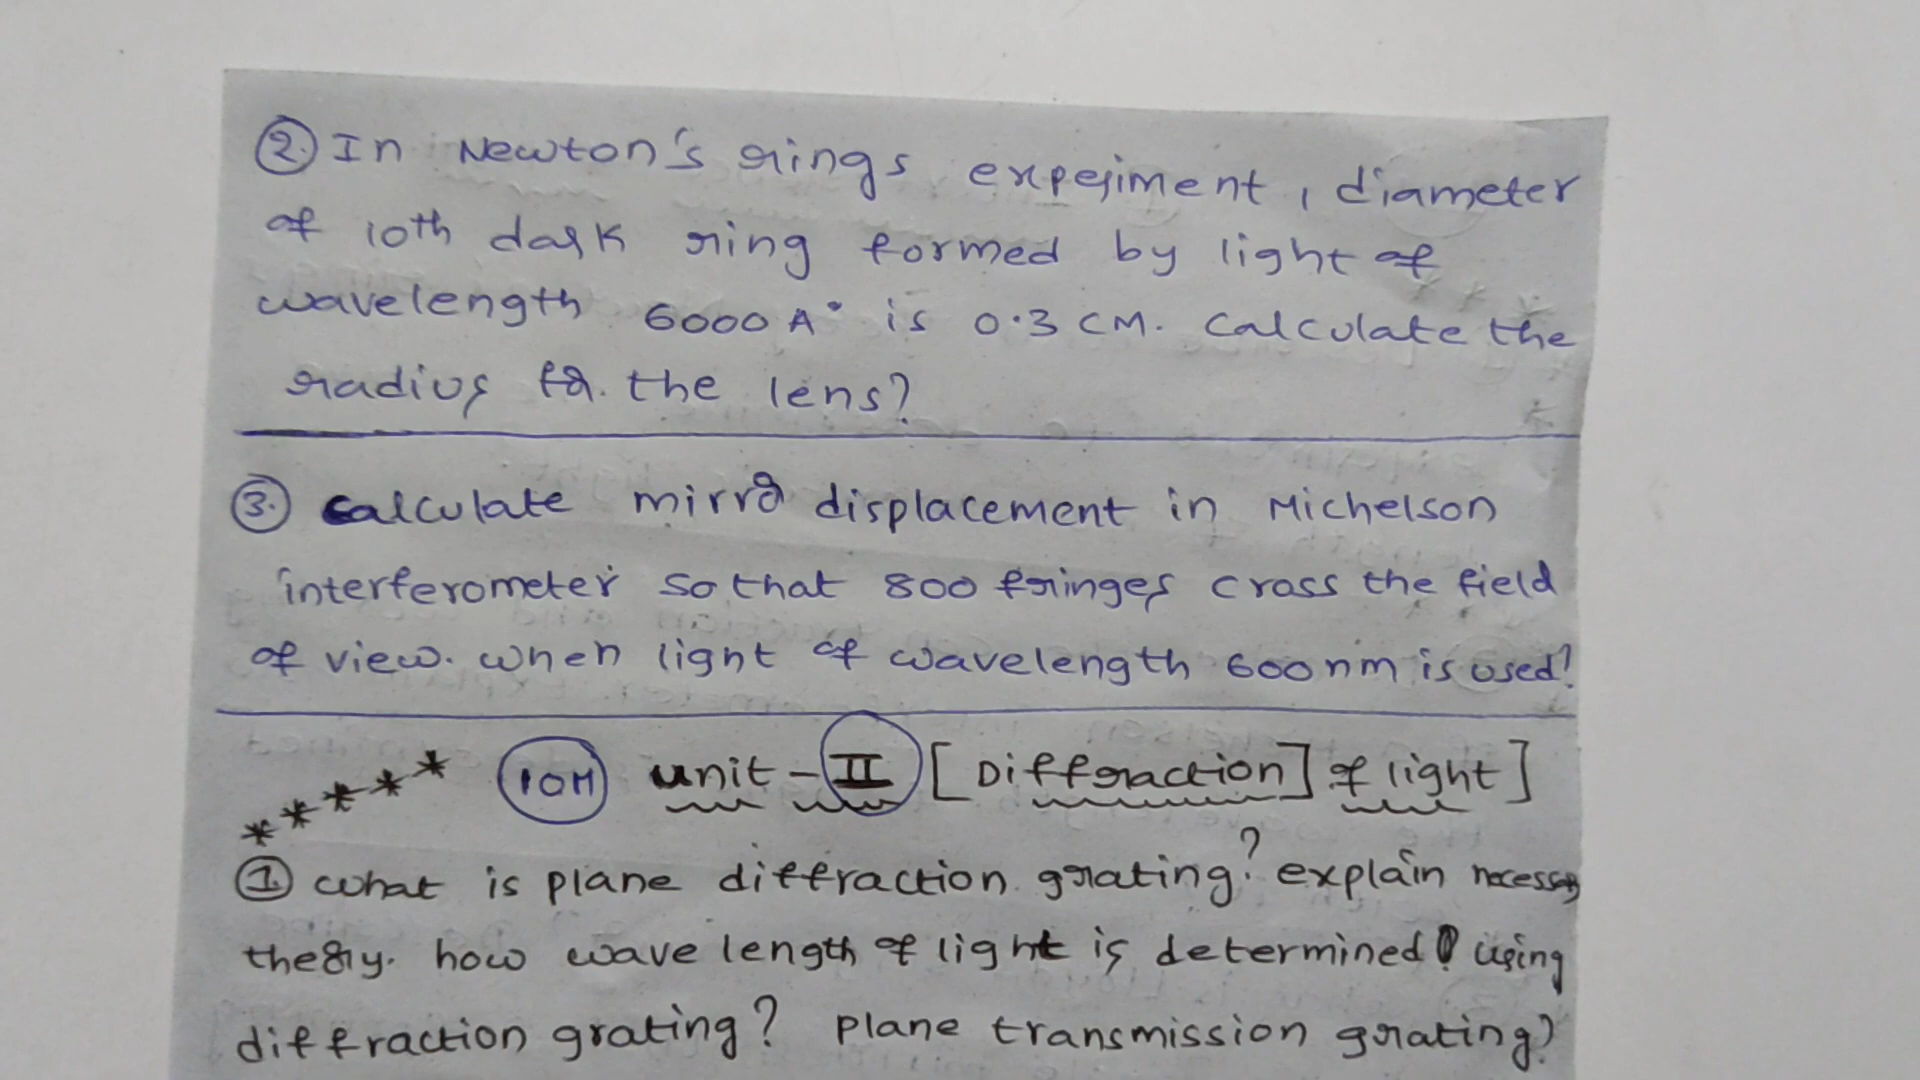 ② In Newton's rings experiment, diameter
of 10th dark ring formed by light of
wavelength 6000 A° is 0.3 CM. Calculate the
radius for the lens?
③ Calculate mirror displacement in Michelson
interferometer so that 800 fringes cross the field
of view. when light of wavelength 600nm is used?
***** 10M unit - II [Diffraction] of light]
① What is plane diffraction grating? explain necessary
theory. how wave length of light is determined? using
diffraction grating? plane transmission grating?